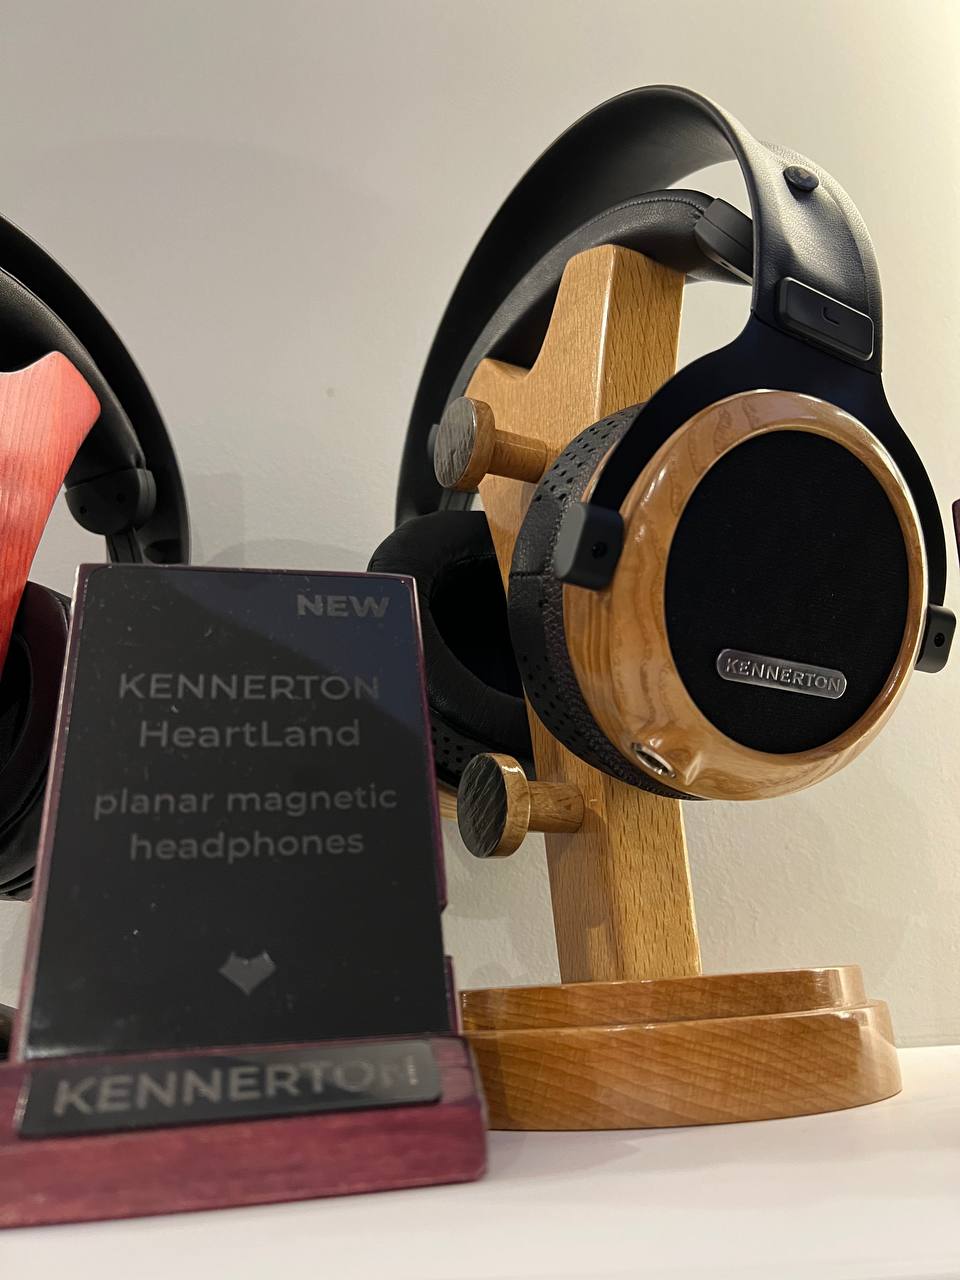 NEW
KENNERTON
HeartLand
planar magnetic
headphones
KENNERTON
KENNERTON